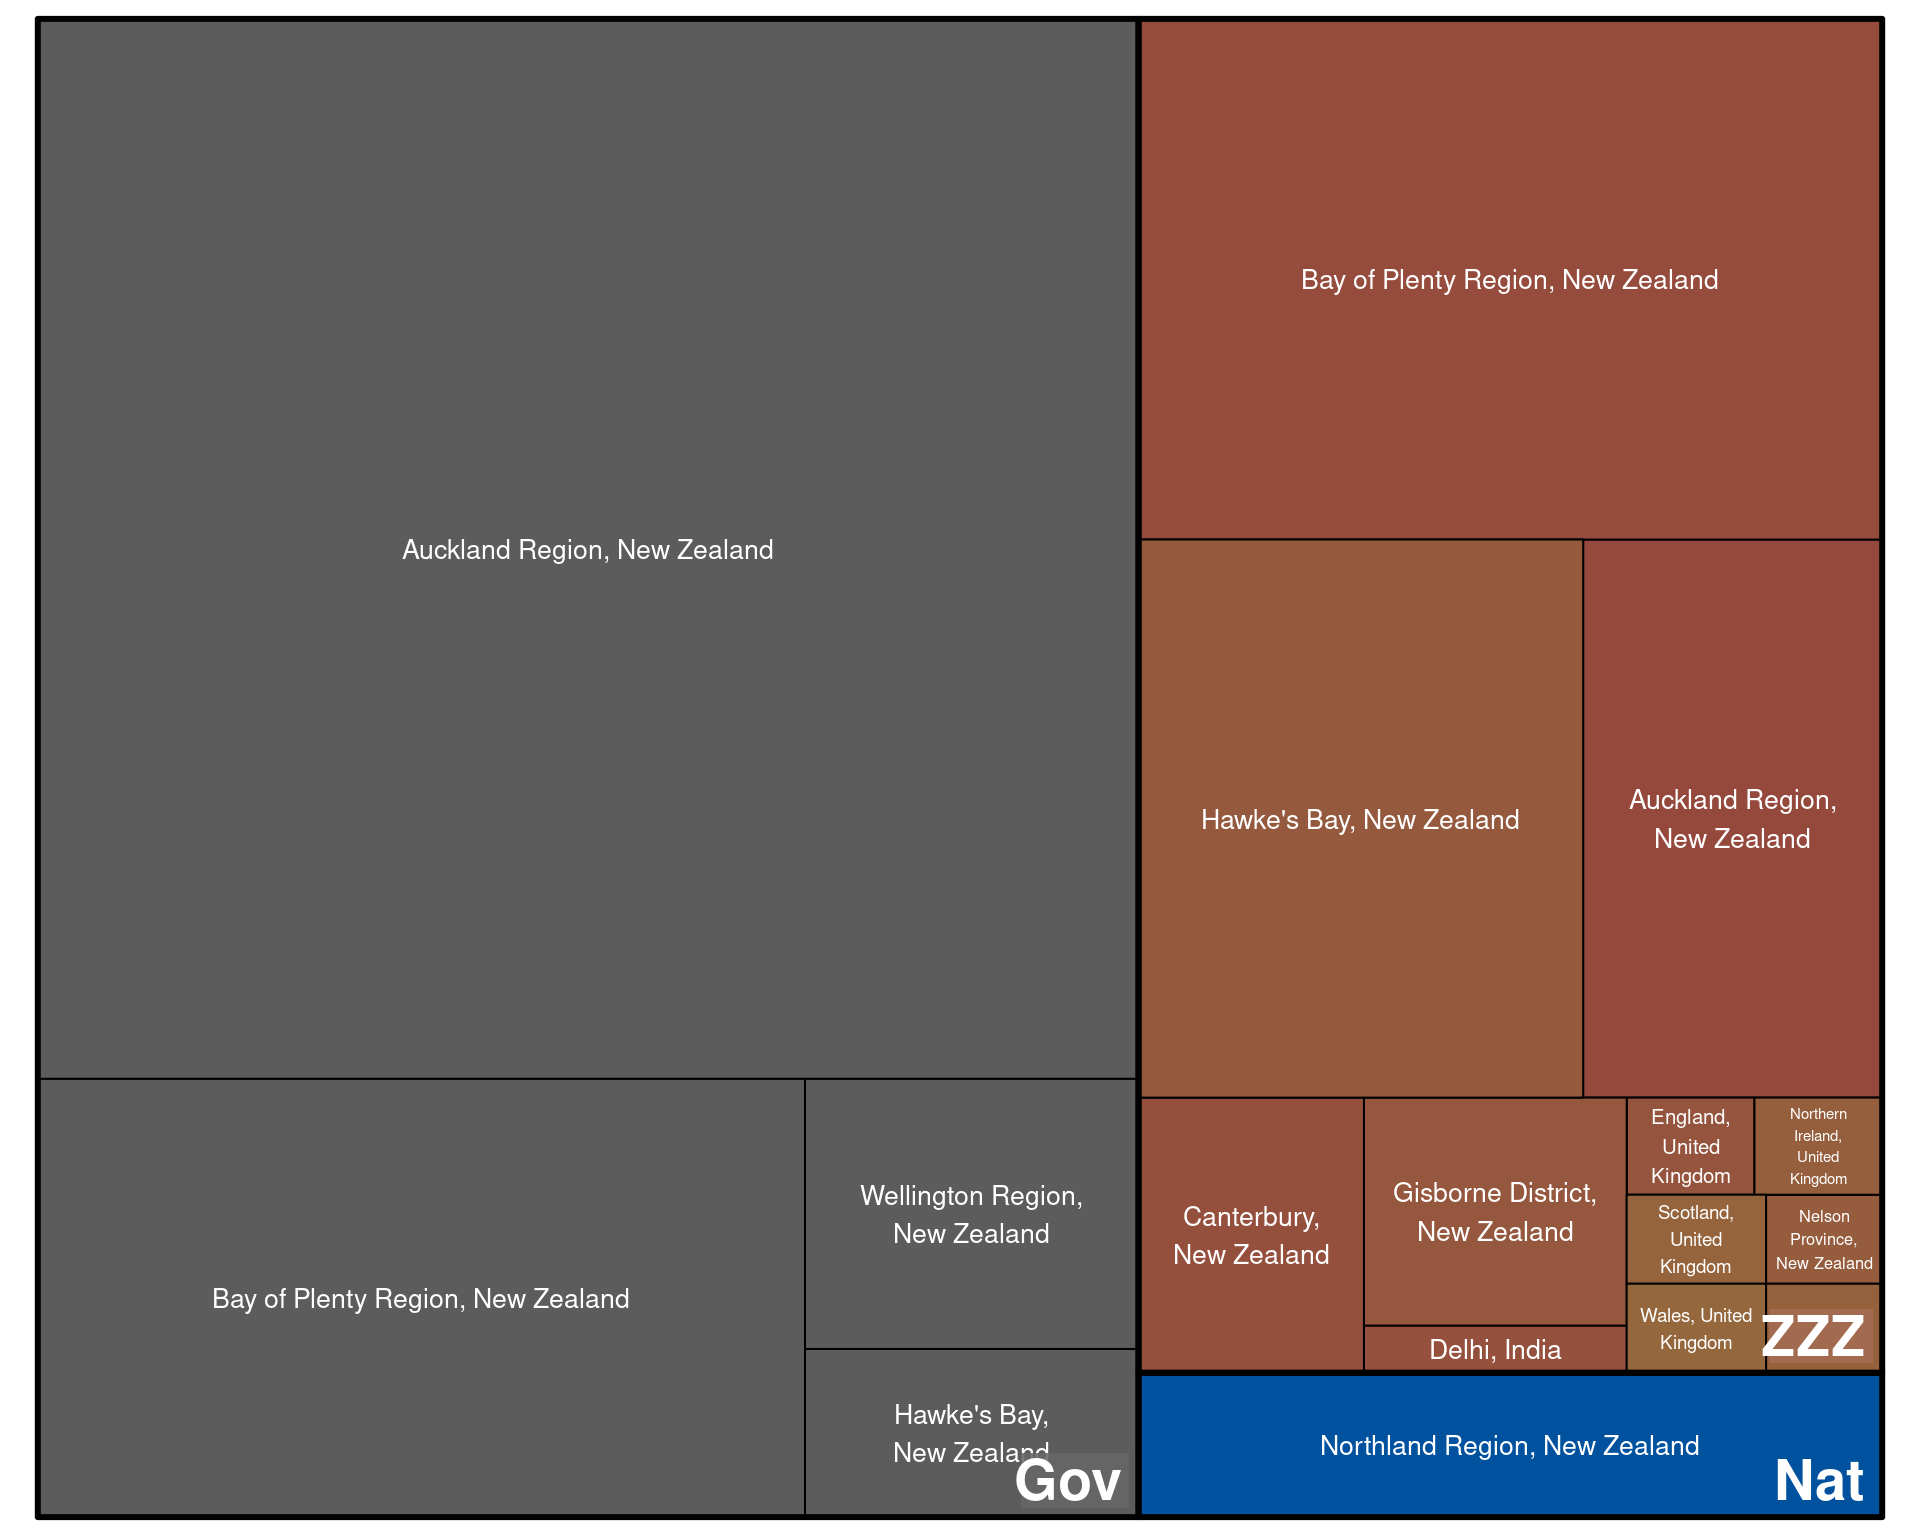 Auckland Region, New Zealand
Bay of Plenty Region, New Zealand
Wellington Region,
New Zealand
Hawke's Bay,
New Zealand
Gov
Bay of Plenty Region, New Zealand
Hawke's Bay, New Zealand
Auckland Region,
New Zealand
Canterbury,
New Zealand
Gisborne District,
New Zealand
Delhi, India
England,
United
Kingdom
Northern
Ireland,
United
Kingdom
Scotland,
United
Kingdom
Nelson
Province,
New Zealand
Wales, United
Kingdom
ZZZ
Northland Region, New Zealand
Nat